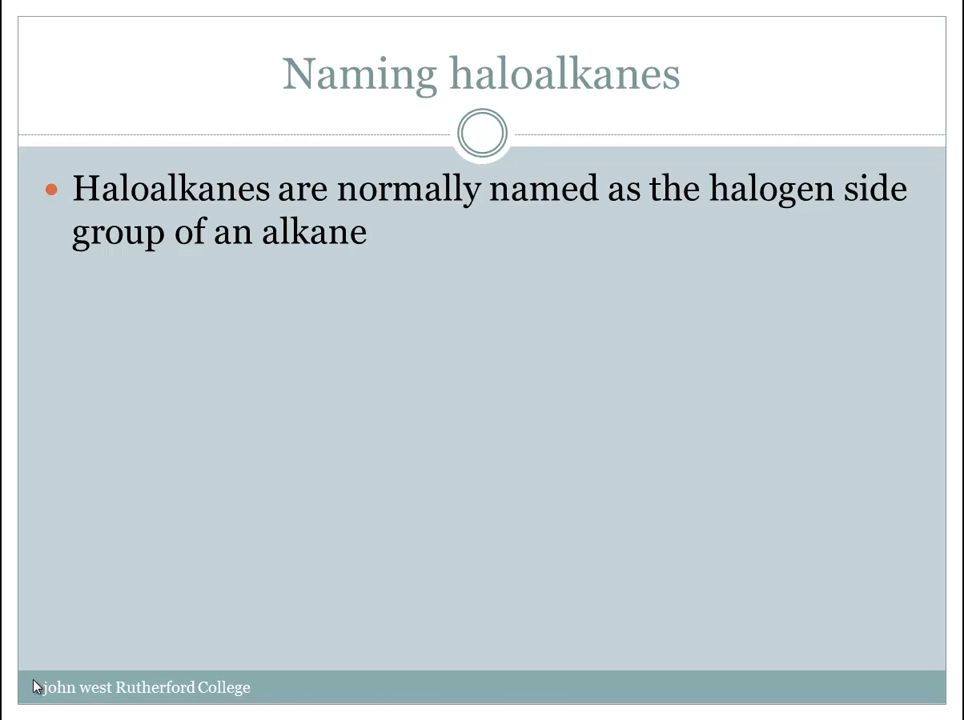 Naming haloalkanes
Haloalkanes are normally named as the halogen side
group of an alkane
john west Rutherford College